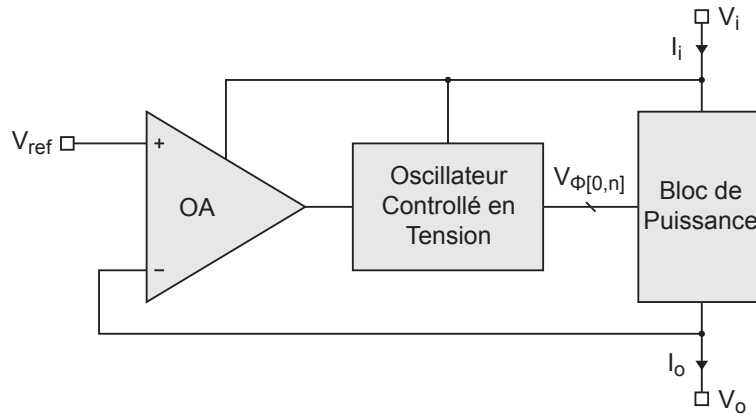 V_i
I_i
V_ref
+
OA
−
Oscillateur
Controllé en
Tension
V_Φ[0,n]
Bloc de
Puissance
I_o
V_o